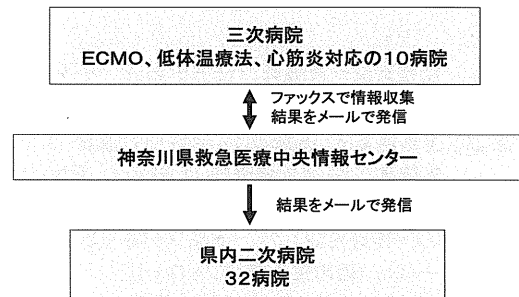 三次病院
ECMO、低体温療法、心筋炎対応の10病院
ファックスで情報収集
結果をメールで発信
神奈川県救急医療中央情報センター
結果をメールで発信
県内二次病院
32病院